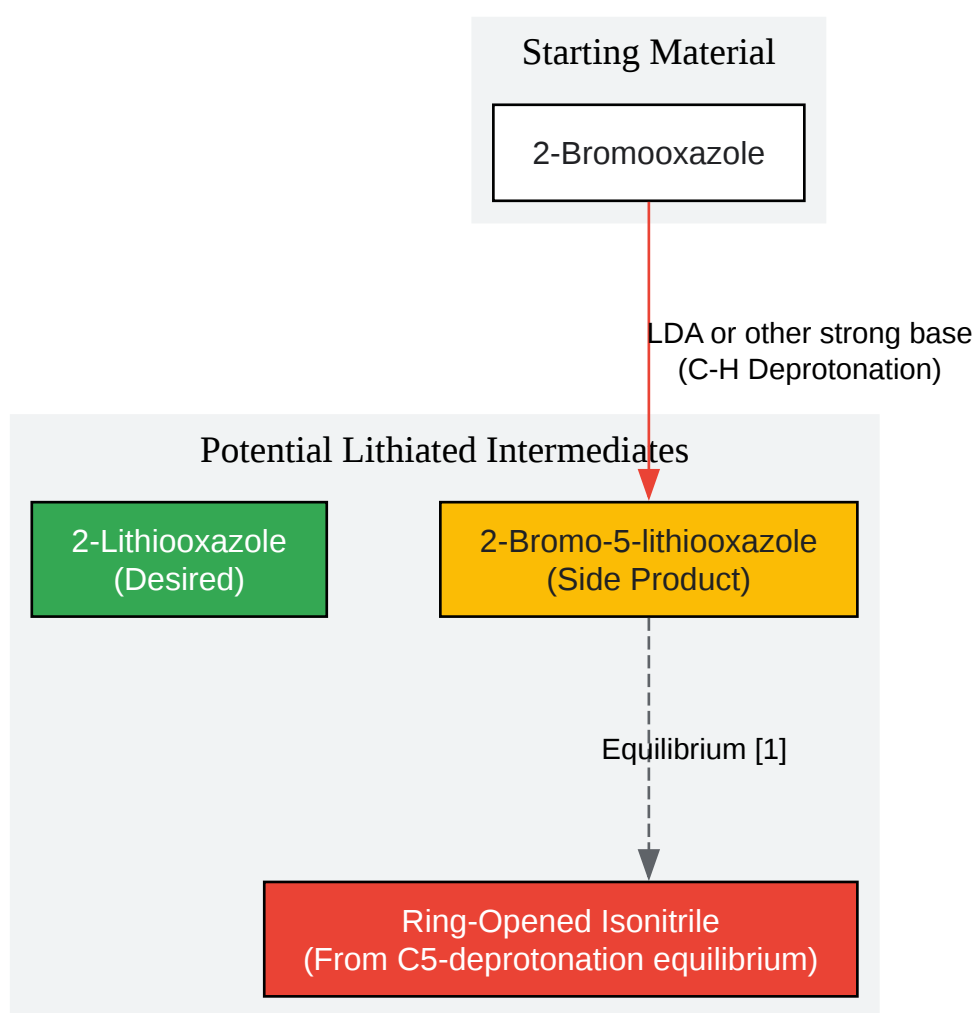 Starting Material
2-Bromooxazole
LDA or other strong base
(C-H Deprotonation)
Potential Lithiated Intermediates
2-Lithiooxazole
(Desired)
2-Bromo-5-lithiooxazole
(Side Product)
Equilibrium [1]
Ring-Opened Isonitrile
(From C5-deprotonation equilibrium)